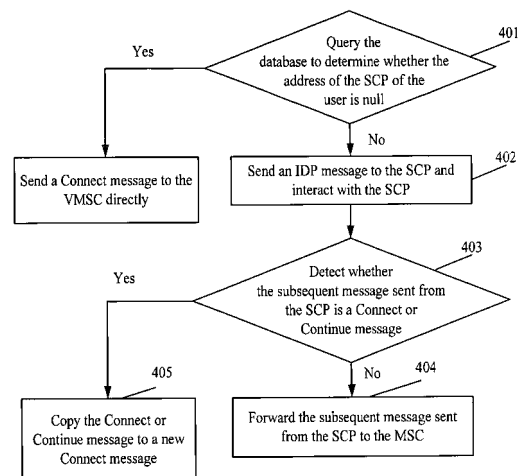 401
Query the
database to determine whether the
address of the SCP of the
user is null
Yes
No
402
Send a Connect message to the
VMSC directly
Send an IDP message to the SCP and
interact with the SCP
403
Detect whether
the subsequent message sent from
the SCP is a Connect or
Continue message
Yes
No
405
404
Copy the Connect or
Continue message to a new
Connect message
Forward the subsequent message sent
from the SCP to the MSC